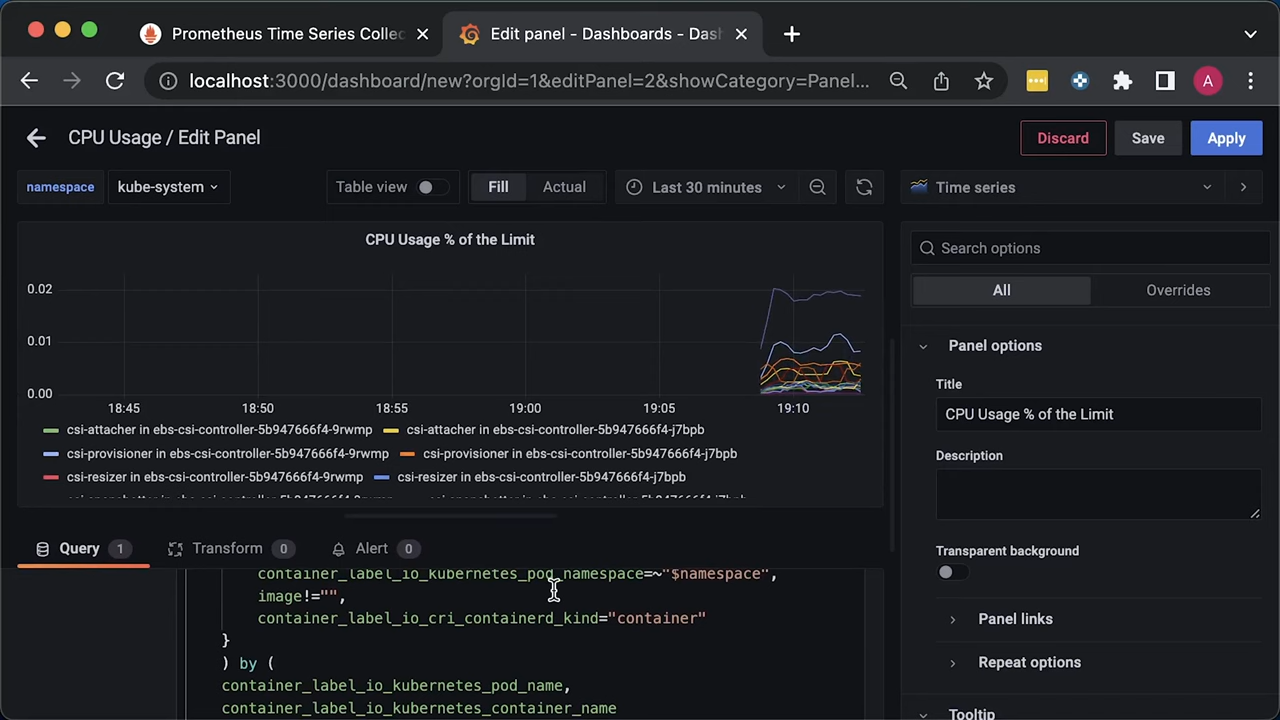 Prometheus Time Series Collec
Edit panel - Dashboards - Dash
localhost:3000/dashboard/new?orgId=1&editPanel=2&showCategory=Panel...
A
CPU Usage / Edit Panel
Discard
Save
Apply
namespace
kube-system
Table view
Fill
Actual
Last 30 minutes
Time series
CPU Usage % of the Limit
0.02
0.01
0.00
18:45
18:50
18:55
19:00
19:05
19:10
csi-attacher in ebs-csi-controller-5b947666f4-9rwmp
csi-attacher in ebs-csi-controller-5b947666f4-j7bpb
csi-provisioner in ebs-csi-controller-5b947666f4-9rwmp
csi-provisioner in ebs-csi-controller-5b947666f4-j7bpb
csi-resizer in ebs-csi-controller-5b947666f4-9rwmp
csi-resizer in ebs-csi-controller-5b947666f4-j7bpb
Search options
All
Overrides
Panel options
Title
CPU Usage % of the Limit
Description
Transparent background
Panel links
Repeat options
Tooltip
Query 1
Transform 0
Alert 0
container_label_io_kubernetes_pod_namespace=~"$namespace",
image!="",
container_label_io_cri_containerd_kind="container"
}
) by (
container_label_io_kubernetes_pod_name,
container_label_io_kubernetes_container_name